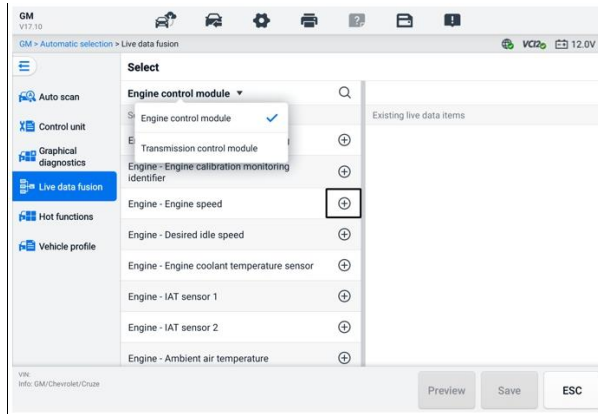 GM
V17.10
GM > Automatic selection > Live data fusion
VCI2
12.0V
Select
Auto scan
Control unit
Graphical
diagnostics
Live data fusion
Hot functions
Vehicle profile
Engine control module
Engine control module
Transmission control module
Engine - Engine calibration monitoring
identifier
Engine - Engine speed
Engine - Desired idle speed
Engine - Engine coolant temperature sensor
Engine - IAT sensor 1
Engine - IAT sensor 2
Engine - Ambient air temperature
Existing live data items
VIN:
Info: GM/Chevrolet/Cruze
Preview
Save
ESC